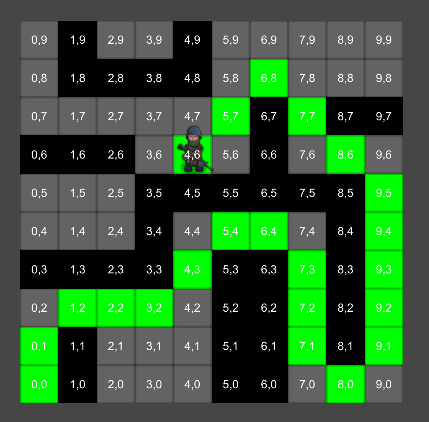 0,9 1,9 2,9 3,9 4,9 5,9 6,9 7,9 8,9 9,9
0,8 1,8 2,8 3,8 4,8 5,8 6,8 7,8 8,8 9,8
0,7 1,7 2,7 3,7 4,7 5,7 6,7 7,7 8,7 9,7
0,6 1,6 2,6 3,6 4,6 5,6 6,6 7,6 8,6 9,6
0,5 1,5 2,5 3,5 4,5 5,5 6,5 7,5 8,5 9,5
0,4 1,4 2,4 3,4 4,4 5,4 6,4 7,4 8,4 9,4
0,3 1,3 2,3 3,3 4,3 5,3 6,3 7,3 8,3 9,3
0,2 1,2 2,2 3,2 4,2 5,2 6,2 7,2 8,2 9,2
0,1 1,1 2,1 3,1 4,1 5,1 6,1 7,1 8,1 9,1
0,0 1,0 2,0 3,0 4,0 5,0 6,0 7,0 8,0 9,0